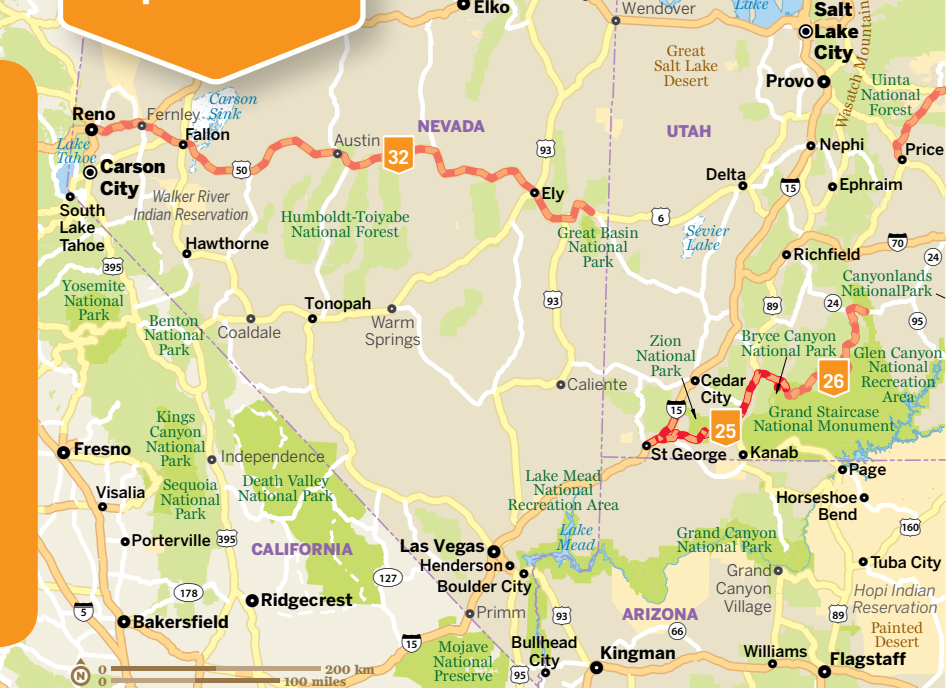 Elko
Wendover
Lake
Salt
Lake
City
Great
Salt Lake
Desert
Provo
Wasatch Mountain
Uinta
National
Forest
Reno
Fernley
Carson
Sink
Fallon
Lake
Tahoe
Carson
City
50
Austin
32
NEVADA
93
UTAH
Nephi
Price
Delta
15
Ephraim
South
Lake
Tahoe
Walker River
Indian Reservation
Humboldt-Toiyabe
National Forest
Ely
6
Great Basin
National
Park
Sevier
Lake
Hawthorne
Richfield
70
24
395
Yosemite
National
Park
Canyonlands
NationalPark
Tonopah
Coaldale
Warm
Springs
93
89
24
95
Benton
National
Park
Zion
National
Park
Bryce Canyon
National Park
Glen Canyon
National
Recreation
Area
Caliente
Cedar
City
26
15
25
Grand Staircase
National Monument
Kings
Canyon
National
Park
Fresno
Independence
St George
Kanab
Page
Visalia
Sequoia
National
Park
Death Valley
National Park
Lake Mead
National
Recreation Area
Horseshoe
Bend
Lake
Mead
Grand Canyon
National Park
160
Porterville
395
CALIFORNIA
Las Vegas
Henderson
Boulder City
Grand
Canyon
Village
Tuba City
127
178
Ridgecrest
Hopi Indian
Reservation
5
Bakersfield
Primm
93
ARIZONA
66
89
Painted
Desert
15
Mojave
National
Preserve
Bullhead
City
95
Kingman
Williams
Flagstaff
N
0 200 km
0 100 miles